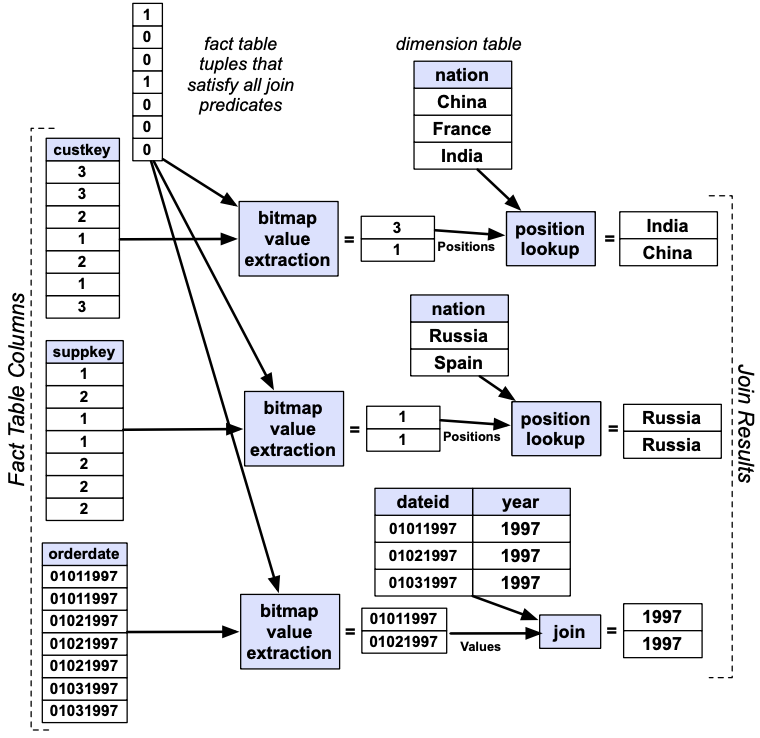 1
0
0
1
0
0
0
fact table
tuples that
satisfy all join
predicates
dimension table
nation
China
France
India
Fact Table Columns
custkey
3
3
2
1
2
1
3
bitmap
value
extraction
=
3
1
Positions
position
lookup
=
India
China
nation
Russia
Spain
suppkey
1
2
1
1
2
2
2
bitmap
value
extraction
=
1
1
Positions
position
lookup
=
Russia
Russia
Join Results
dateid year
01011997 1997
01021997 1997
01031997 1997
orderdate
01011997
01011997
01021997
01021997
01021997
01031997
01031997
bitmap
value
extraction
=
01011997
01021997
Values
join
=
1997
1997